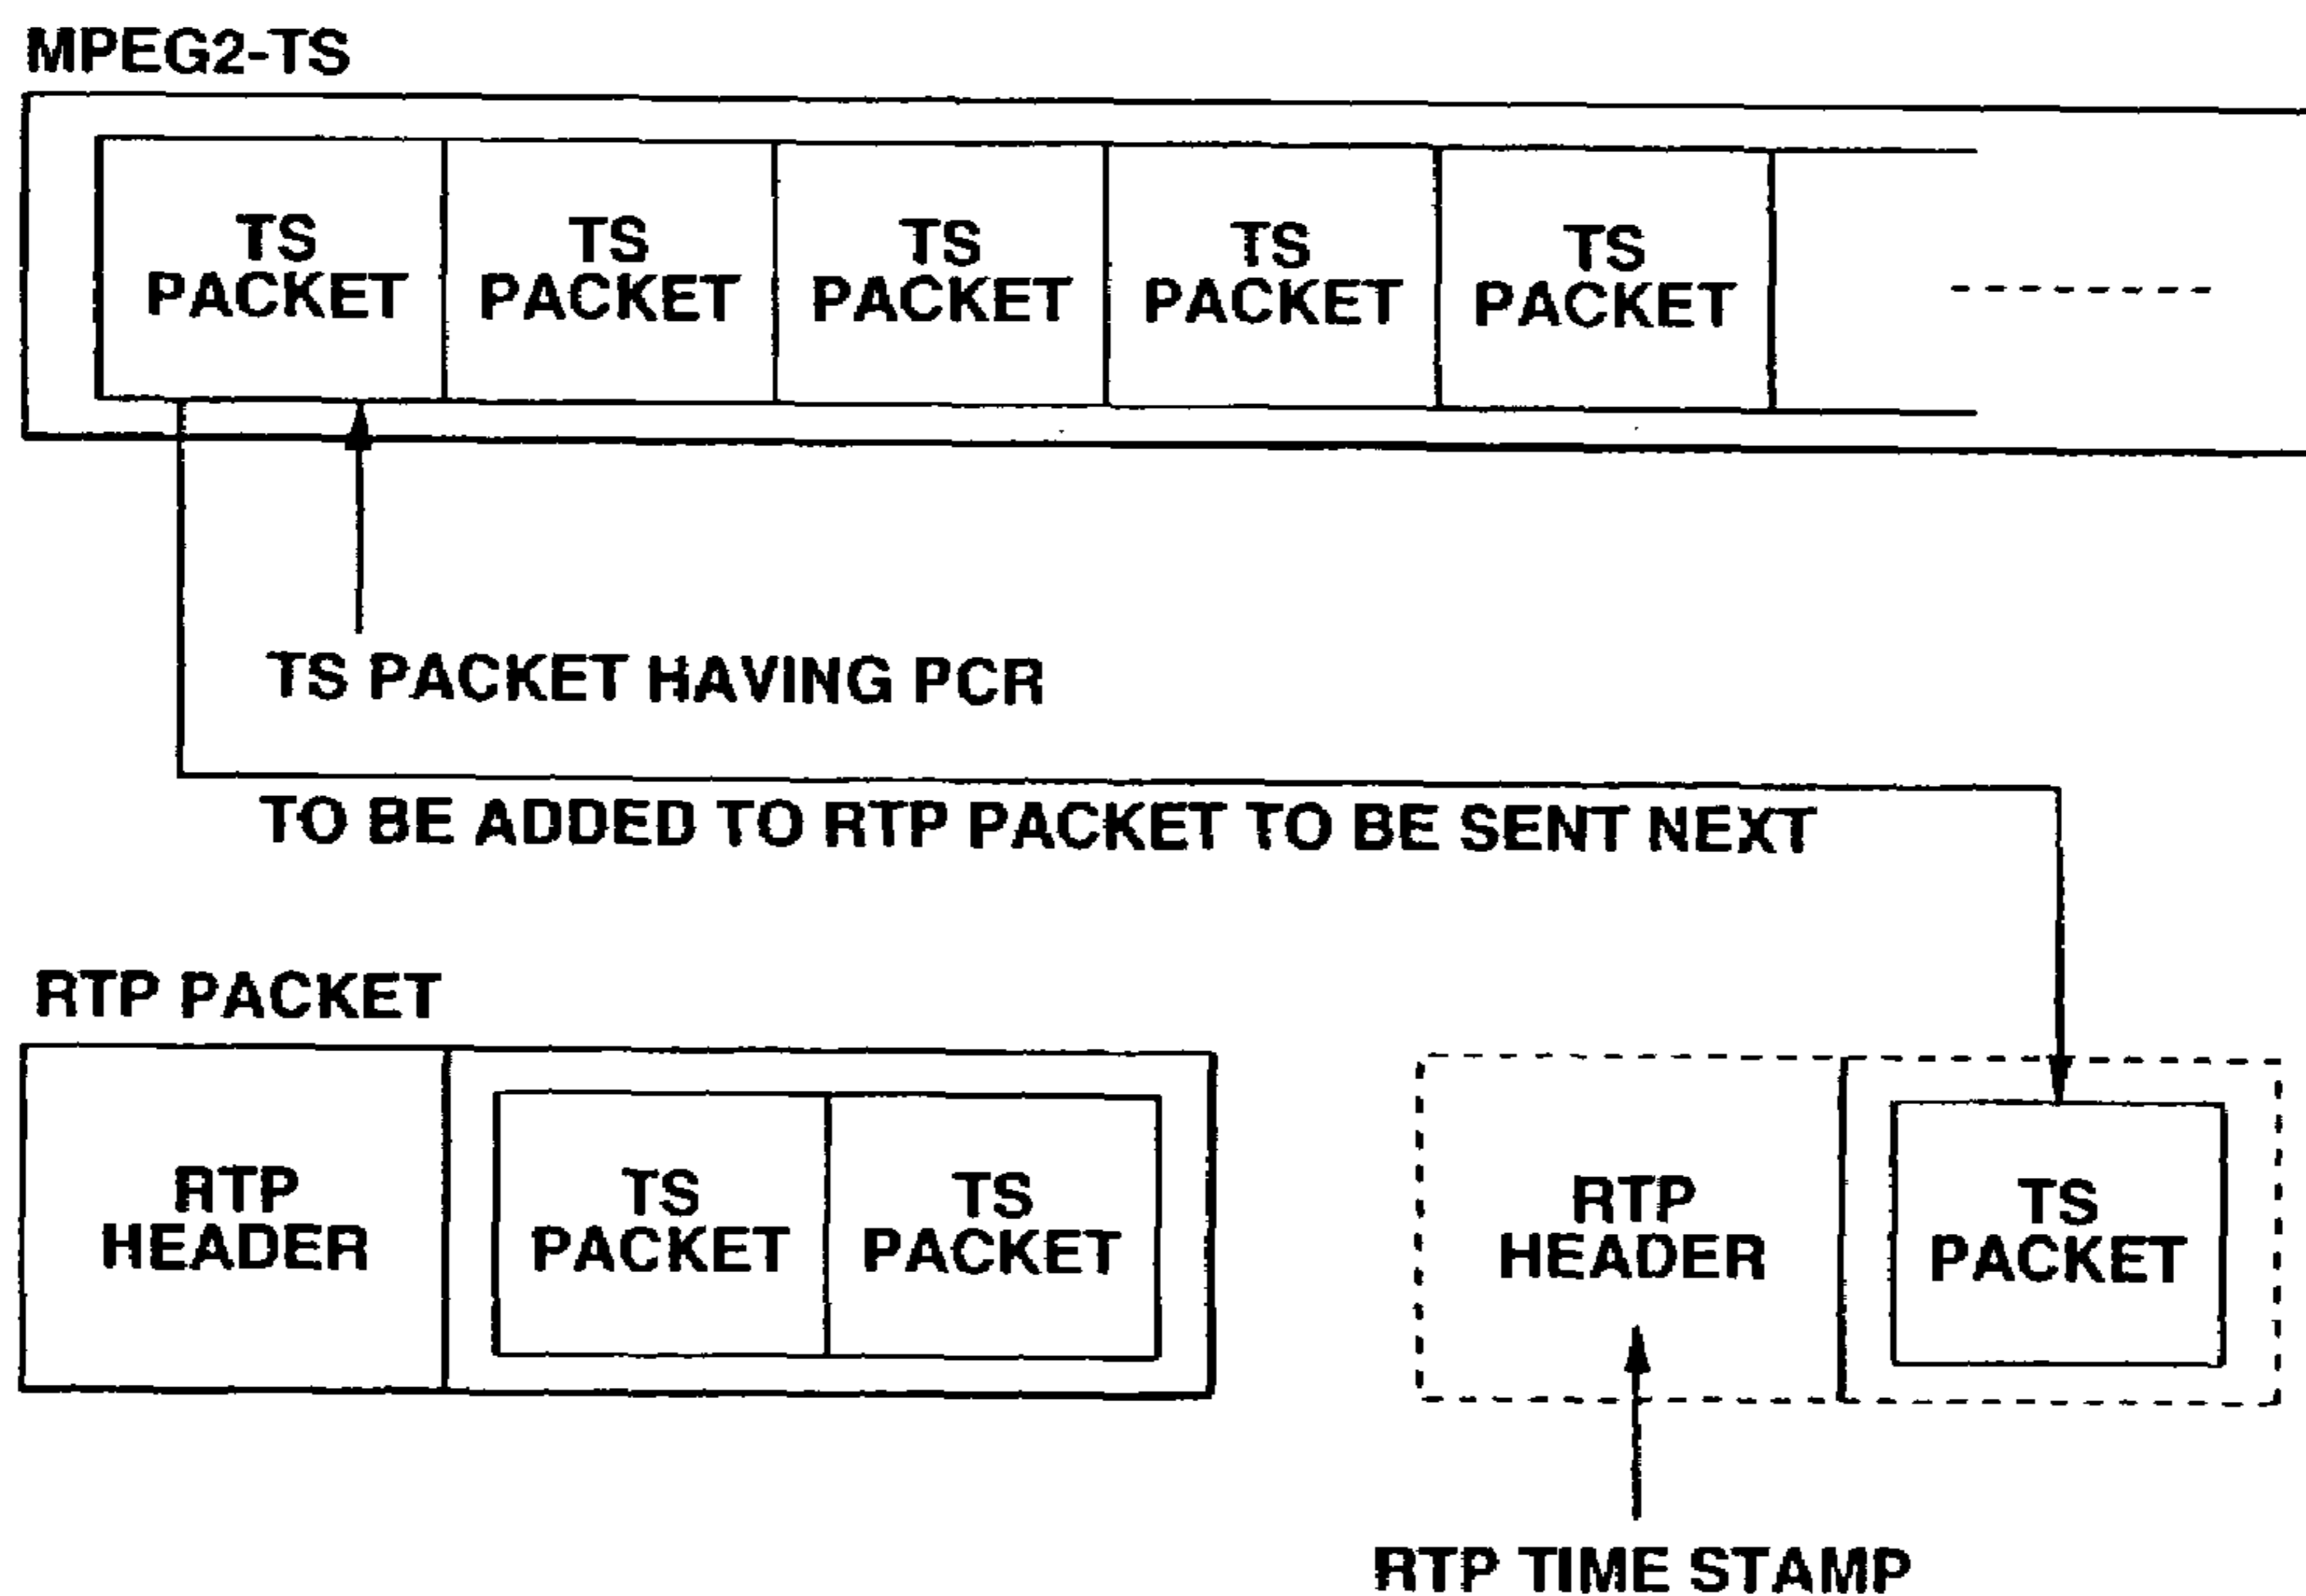 MPEG2-TS
TS
PACKET
TS
PACKET
TS
PACKET
TS
PACKET
TS
PACKET
TS PACKET HAVING PCR
TO BE ADDED TO RTP PACKET TO BE SENT NEXT
RTP PACKET
RTP
HEADER
TS
PACKET
TS
PACKET
RTP
HEADER
TS
PACKET
RTP TIME STAMP